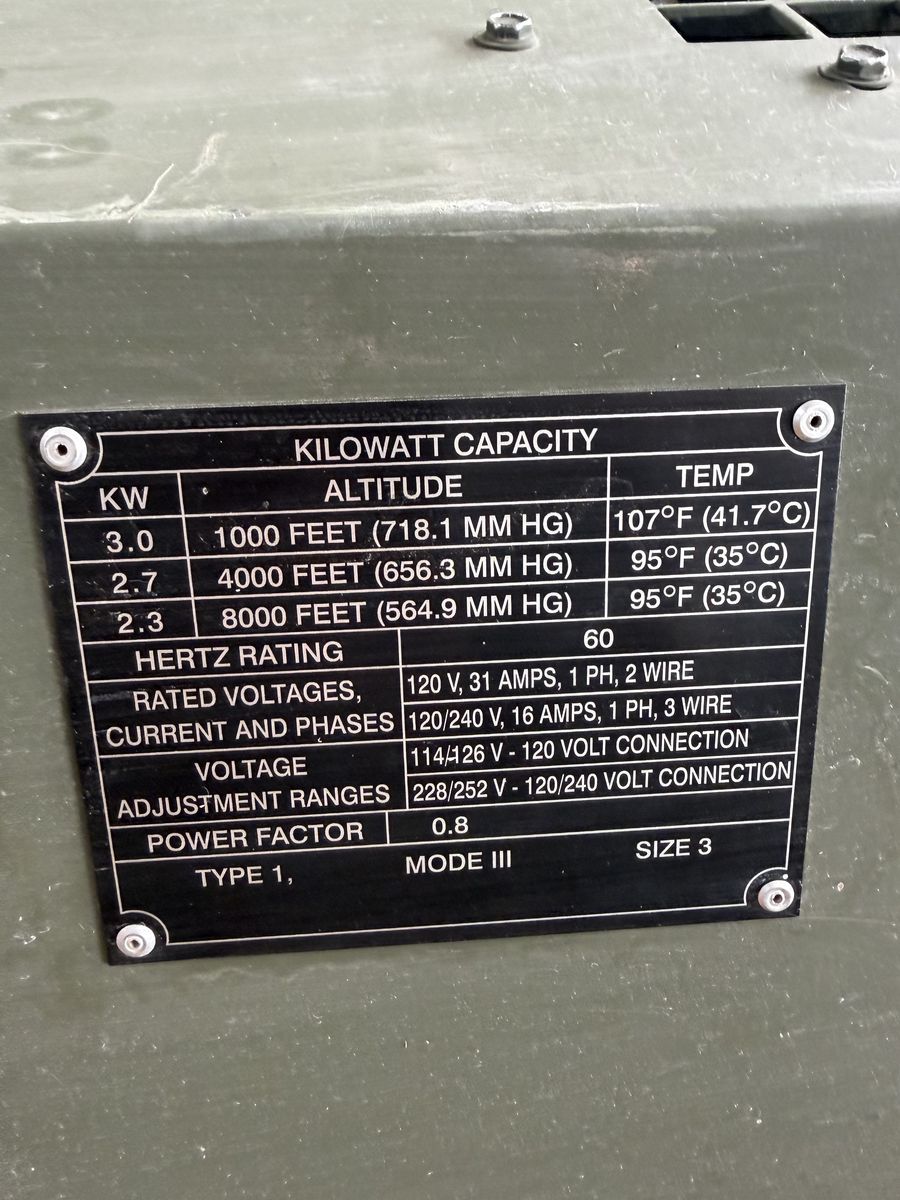 KILOWATT CAPACITY
KW ALTITUDE TEMP
3.0 1000 FEET (718.1 MM HG) 107°F (41.7°C)
2.7 4000 FEET (656.3 MM HG) 95°F (35°C)
2.3 8000 FEET (564.9 MM HG) 95°F (35°C)
HERTZ RATING 60
RATED VOLTAGES, 120 V, 31 AMPS, 1 PH, 2 WIRE
CURRENT AND PHASES 120/240 V, 16 AMPS, 1 PH, 3 WIRE
VOLTAGE 114/126 V - 120 VOLT CONNECTION
ADJUSTMENT RANGES 228/252 V - 120/240 VOLT CONNECTION
POWER FACTOR 0.8
TYPE 1, MODE III SIZE 3